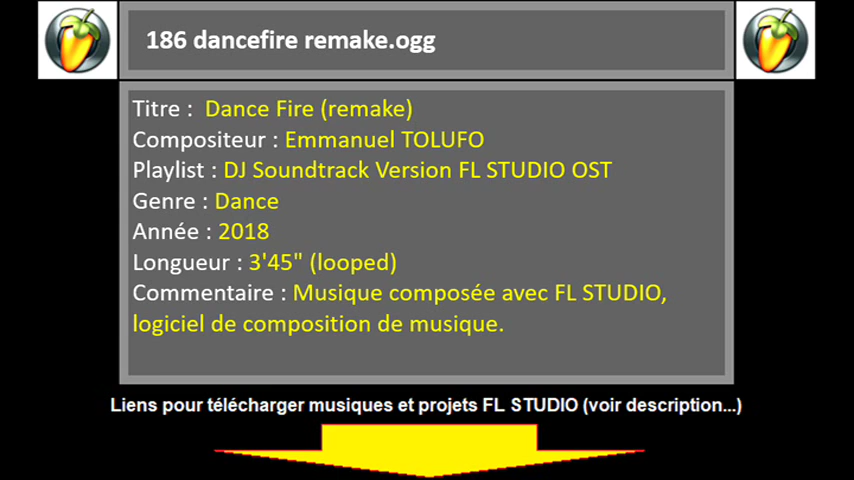 186 dancefire remake.ogg
Titre : Dance Fire (remake)
Compositeur : Emmanuel TOLUFO
Playlist : DJ Soundtrack Version FL STUDIO OST
Genre : Dance
Année : 2018
Longueur : 3'45" (looped)
Commentaire : Musique composée avec FL STUDIO,
logiciel de composition de musique.
Liens pour télécharger musiques et projets FL STUDIO (voir description...)